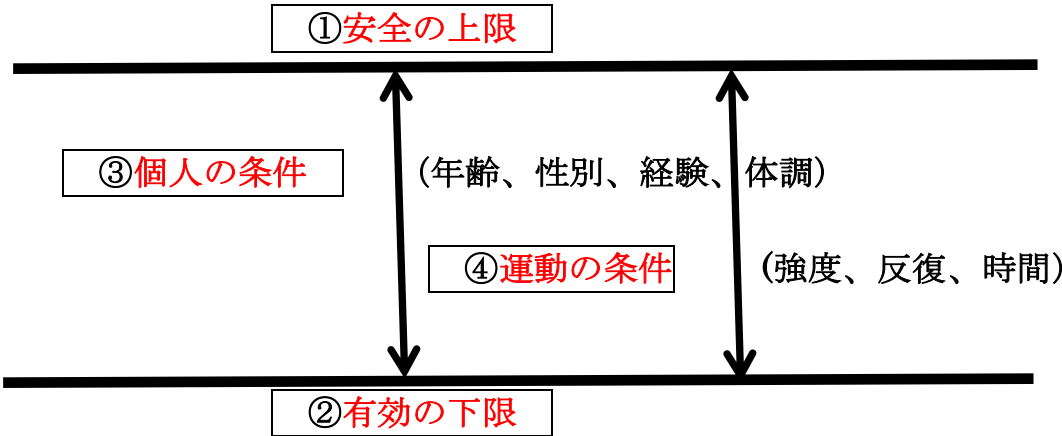 ①安全の上限
③個人の条件 (年齢、性別、経験、体調)
④運動の条件 (強度、反復、時間)
②有効の下限